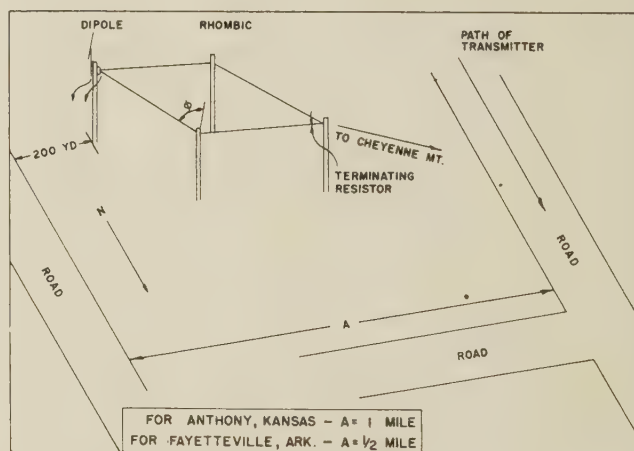 DIPOLE
RHOMBIC
PATH OF
TRANSMITTER
ϕ
200 YD
TO CHEYENNE MT.
TERMINATING
RESISTOR
N
ROAD
ROAD
A
ROAD
FOR ANTHONY, KANSAS – A= 1 MILE
FOR FAYETTEVILLE, ARK. – A= 1/2 MILE